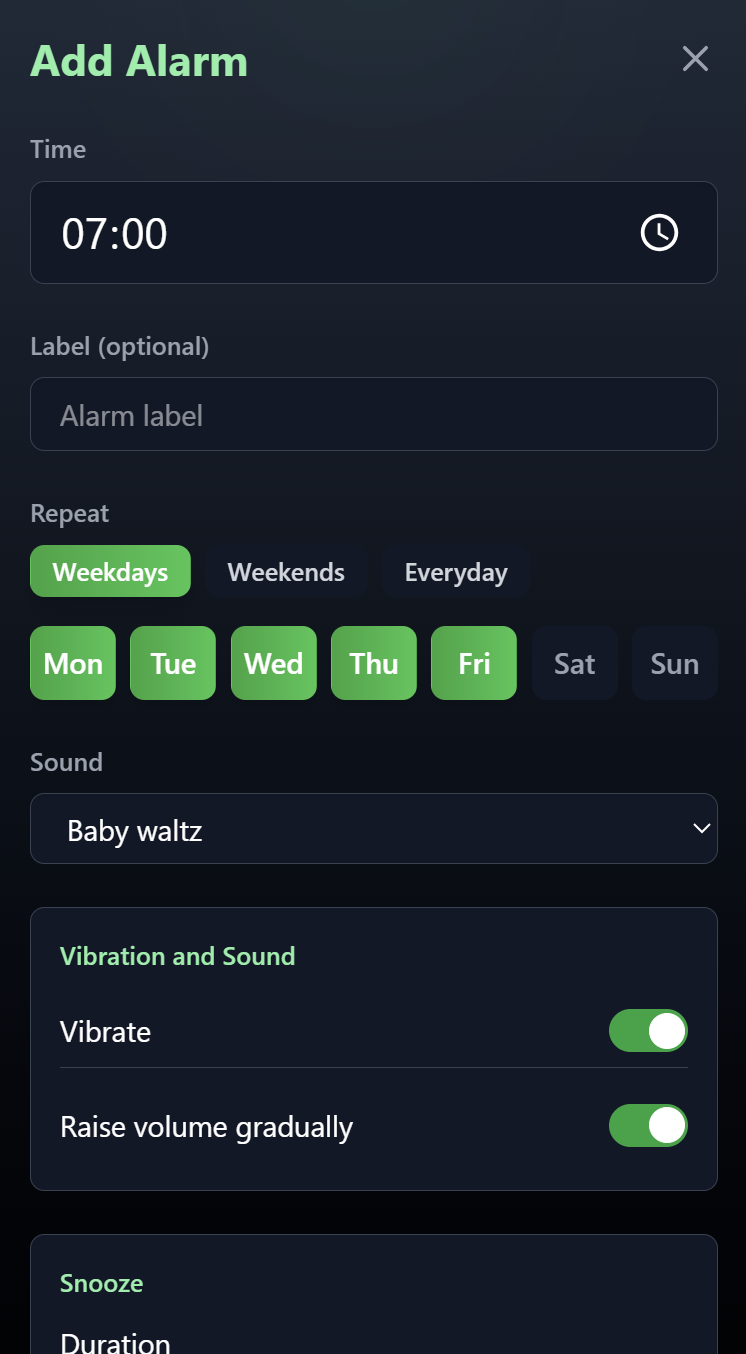 Add Alarm
Time
07:00
Label (optional)
Alarm label
Repeat
Weekdays Weekends Everyday
Mon Tue Wed Thu Fri Sat Sun
Sound
Baby waltz
Vibration and Sound
Vibrate
Raise volume gradually
Snooze
Duration